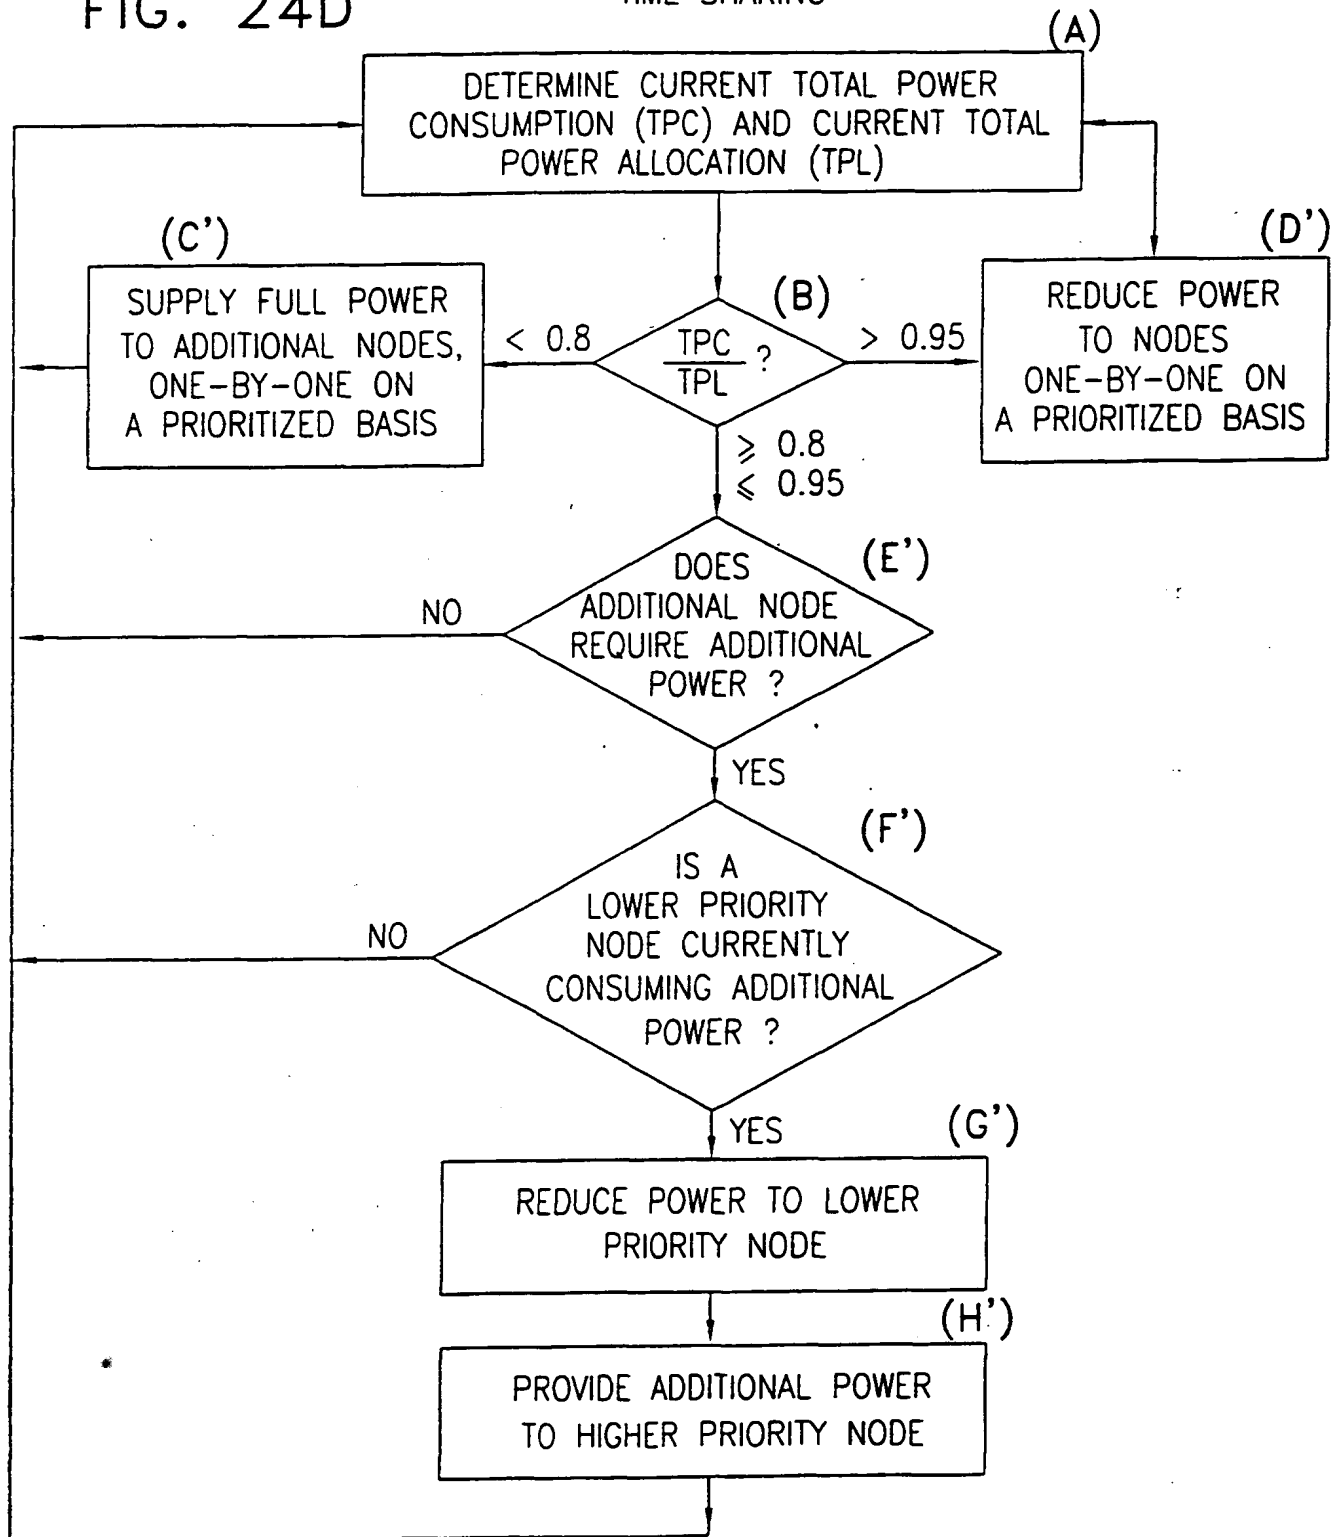 FIG. 24D
(A)
DETERMINE CURRENT TOTAL POWER
CONSUMPTION (TPC) AND CURRENT TOTAL
POWER ALLOCATION (TPL)
(C')
SUPPLY FULL POWER
TO ADDITIONAL NODES,
ONE-BY-ONE ON
A PRIORITIZED BASIS
< 0.8
(B)
TPC
TPL
?
> 0.95
(D')
REDUCE POWER
TO NODES
ONE-BY-ONE ON
A PRIORITIZED BASIS
⩾ 0.8
⩽ 0.95
(E')
DOES
ADDITIONAL NODE
REQUIRE ADDITIONAL
POWER ?
NO
YES
(F')
IS A
LOWER PRIORITY
NODE CURRENTLY
CONSUMING ADDITIONAL
POWER ?
NO
YES
(G')
REDUCE POWER TO LOWER
PRIORITY NODE
(H')
PROVIDE ADDITIONAL POWER
TO HIGHER PRIORITY NODE